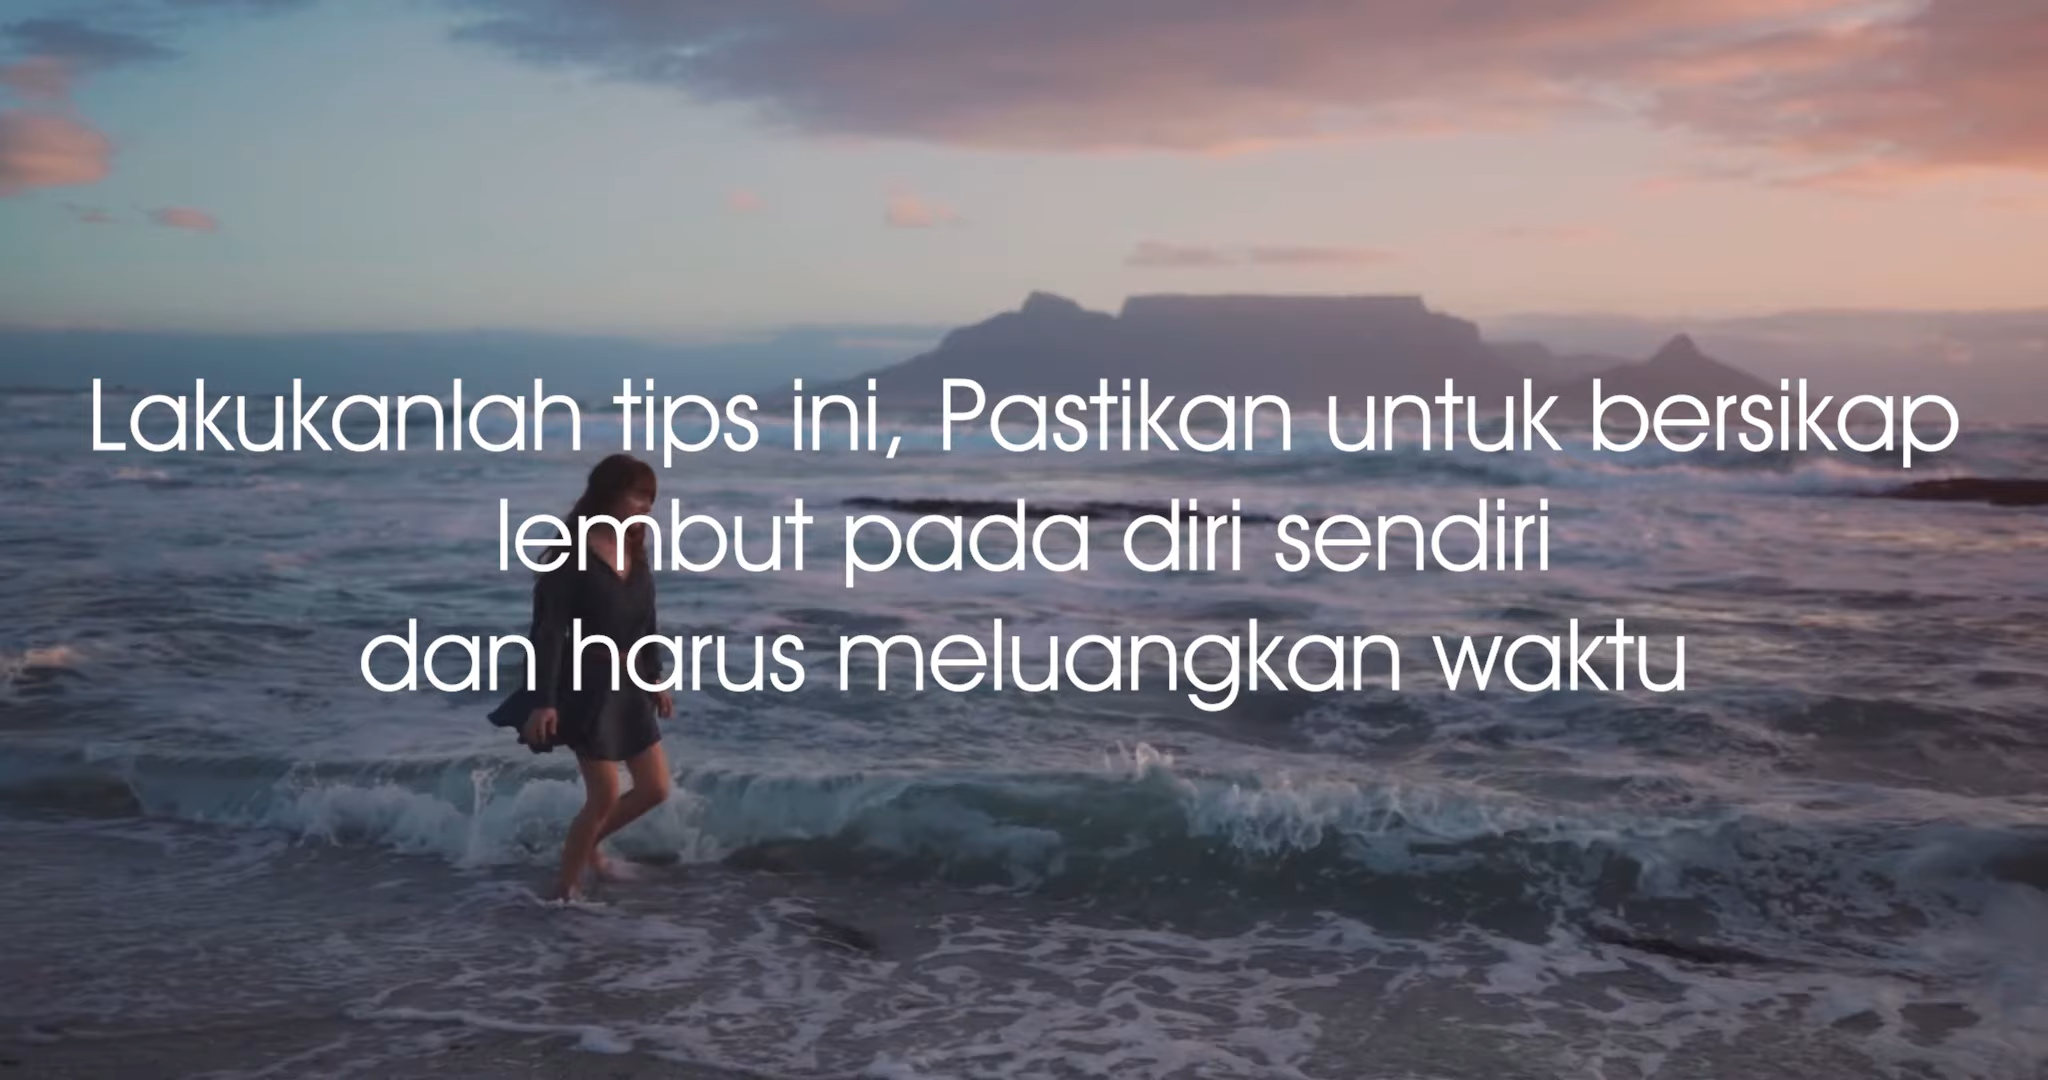 Lakukanlah tips ini, Pastikan untuk bersikap
lembut pada diri sendiri
dan harus meluangkan waktu